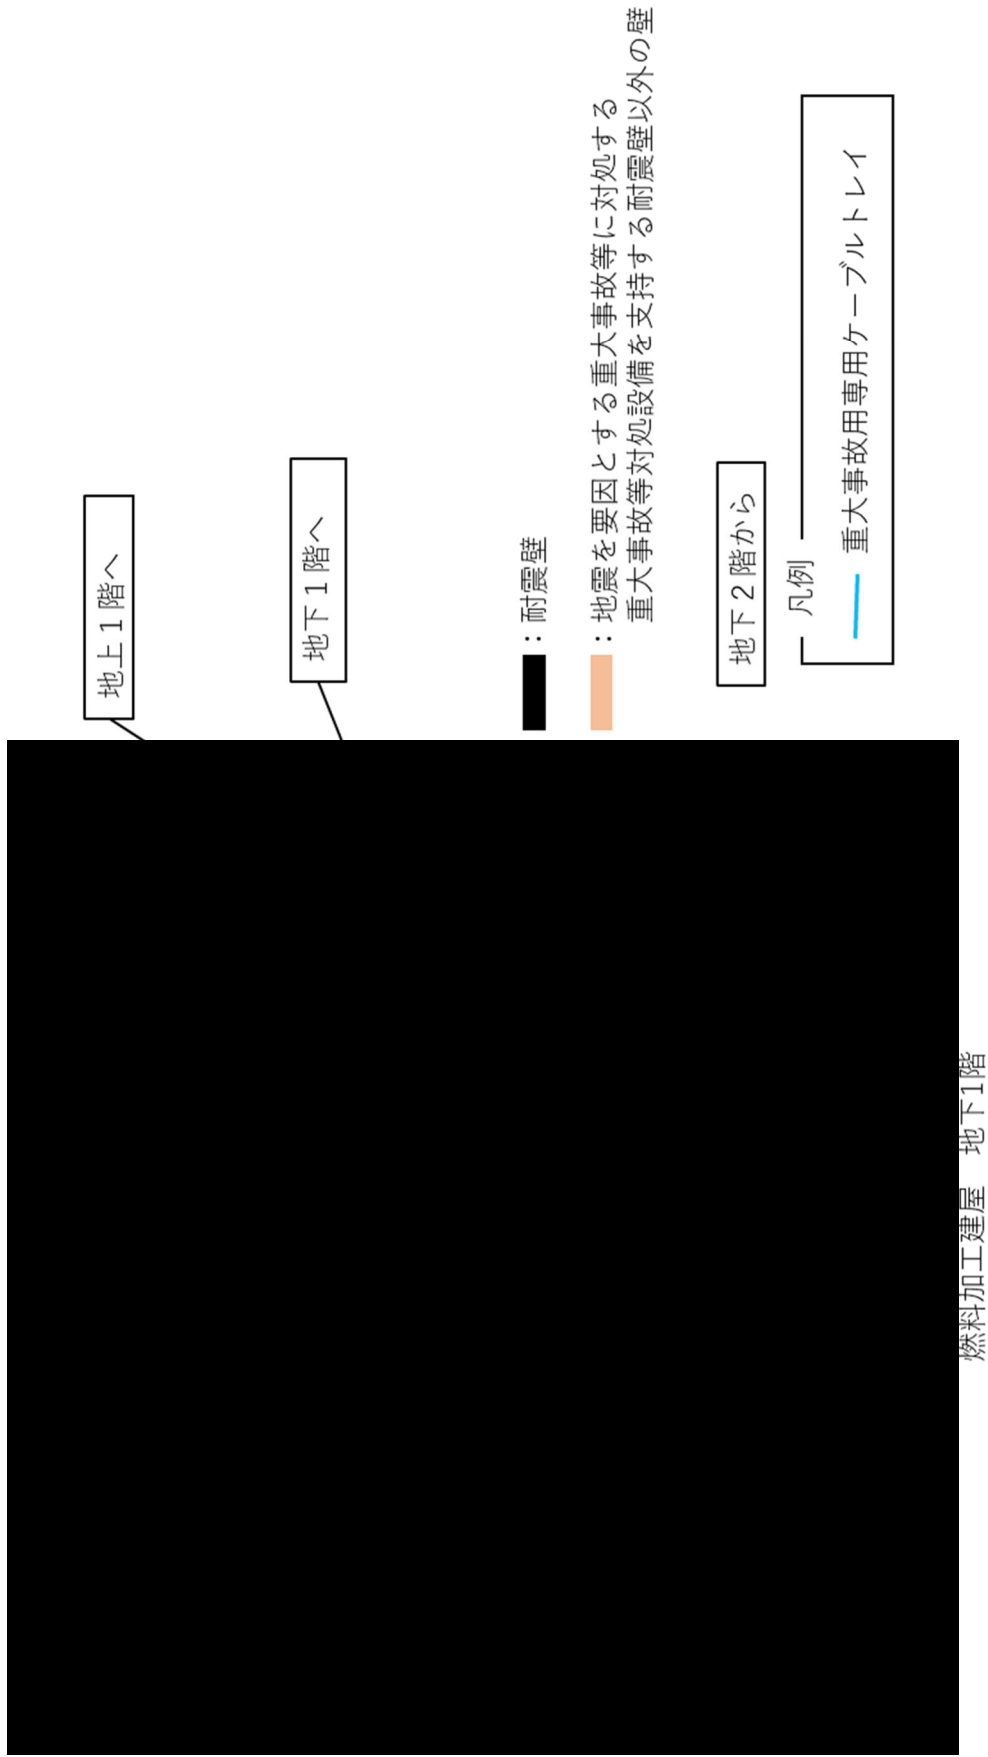 地上１階へ
地下１階へ
：耐震壁
：地震を要因とする重大事故等に対処する
重大事故等対処設備を支持する耐震壁以外の壁
地下２階から
凡例
重大事故用専用ケーブルトレイ
燃料加工建屋　地下1階